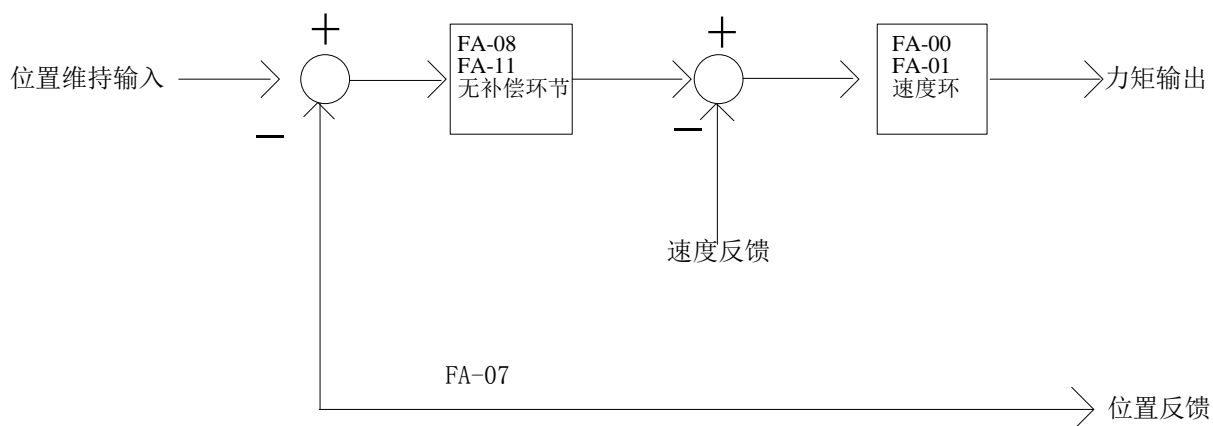 +
+
FA-08
FA-11
无补偿环节
FA-00
FA-01
速度环
位置维持输入
力矩输出
—
—
速度反馈
FA-07
位置反馈